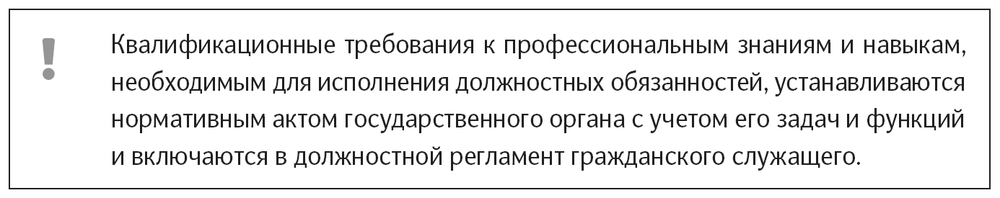 ! Квалификационные требования к профессиональным знаниям и навыкам,
необходимым для исполнения должностных обязанностей, устанавливаются
нормативным актом государственного органа с учетом его задач и функций
и включаются в должностной регламент гражданского служащего.